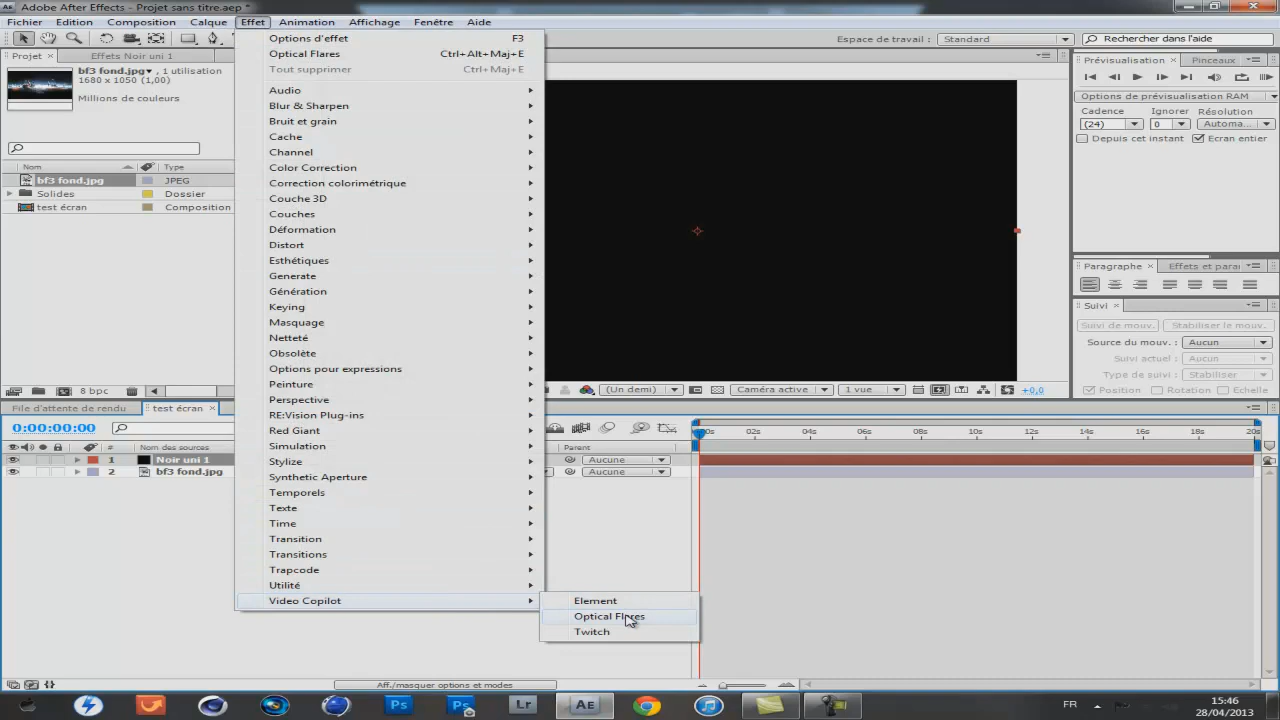 Ae Adobe After Effects - Projet sans titre.aep *
Fichier Edition Composition Calque Effet Animation Affichage Fenêtre Aide
Espace de travail : Standard
Rechercher dans l'aide
Projet × Effets Noir uni 1
bf3 fond.jpg▾, 1 utilisation
1680 x 1050 (1,00)
Millions de couleurs
Nom Type
bf3 fond.jpg JPEG
Solides Dossier
test écran Composition
8 bpc
Options d'effet F3
Optical Flares Ctrl+Alt+Maj+E
Tout supprimer Ctrl+Maj+E
Audio
Blur & Sharpen
Bruit et grain
Cache
Channel
Color Correction
Correction colorimétrique
Couche 3D
Couches
Déformation
Distort
Esthétiques
Generate
Génération
Keying
Masquage
Netteté
Obsolète
Options pour expressions
Peinture
Perspective
RE:Vision Plug-ins
Red Giant
Simulation
Stylize
Synthetic Aperture
Temporels
Texte
Time
Transition
Transitions
Trapcode
Utilité
Video Copilot
Element
Optical Flares
Twitch
(Un demi) Caméra active 1 vue +0,0
Prévisualisation × Pinceaux
Options de prévisualisation RAM
Cadence Ignorer Résolution
(24) 0 Automa...
Depuis cet instant Ecran entier
Paragraphe × Effets et para
Suivi ×
Suivi de mouv. Stabiliser le mouv.
Source du mouv. : Aucun
Suivi actuel : Aucun
Type de suivi : Stabiliser
Position Rotation Echelle
File d'attente de rendu test écran ×
0:00:00:00
# Nom des sources Parent
1 Noir uni 1 Aucune
2 bf3 fond.jpg Aucune
00s 02s 04s 06s 08s 10s 12s 14s 16s 18s 20s
Aff./masquer options et modes
Ps Ps Lr Ae
FR
15:46
28/04/2013